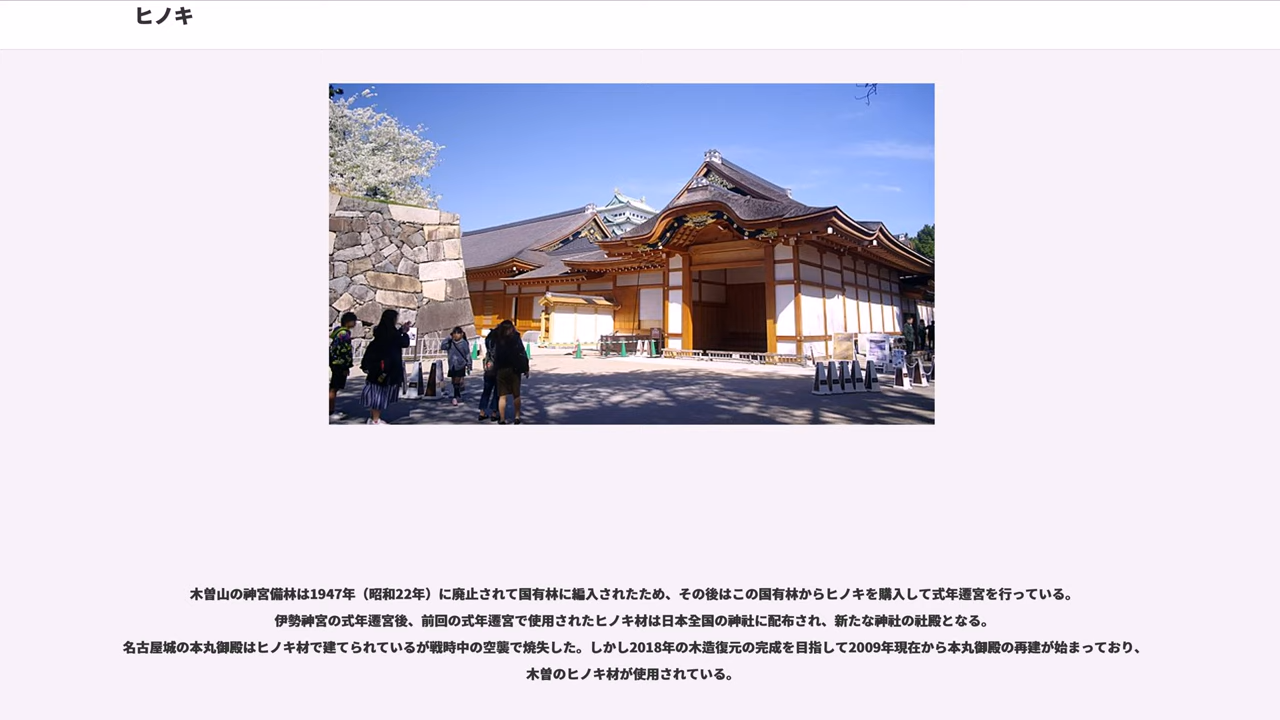 ヒノキ
木曽山の神宮備林は1947年（昭和22年）に廃止されて国有林に編入されたため、その後はこの国有林からヒノキを購入して式年遷宮を行っている。
伊勢神宮の式年遷宮後、前回の式年遷宮で使用されたヒノキ材は日本全国の神社に配布され、新たな神社の社殿となる。
名古屋城の本丸御殿はヒノキ材で建てられているが戦時中の空襲で焼失した。しかし2018年の木造復元の完成を目指して2009年現在から本丸御殿の再建が始まっており、
木曽のヒノキ材が使用されている。